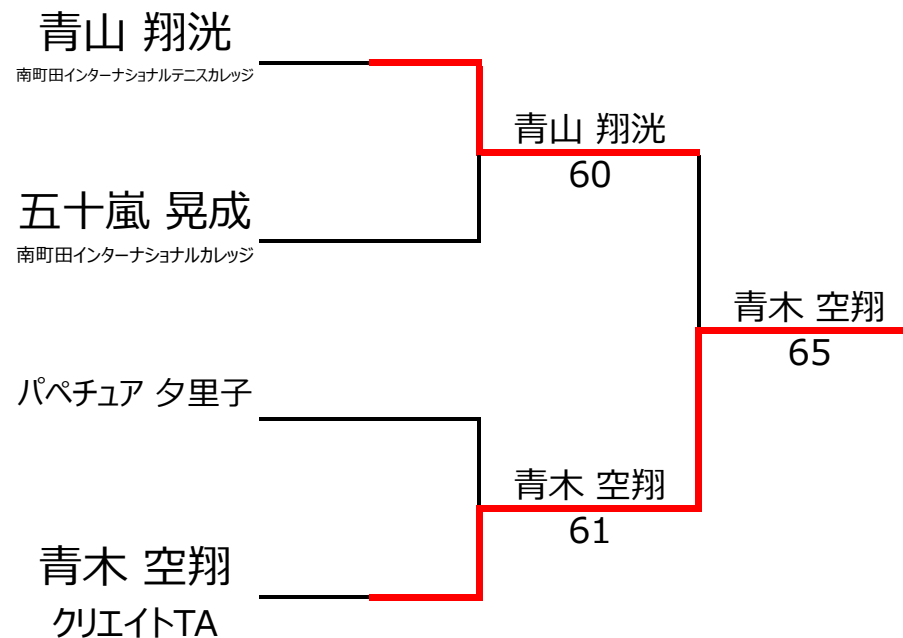 青山 翔洸
南町田インターナショナルテニスカレッジ
青山 翔洸
60
五十嵐 晃成
南町田インターナショナルカレッジ
青木 空翔
65
パペチュア 夕里子
青木 空翔
61
青木 空翔
クリエイトTA